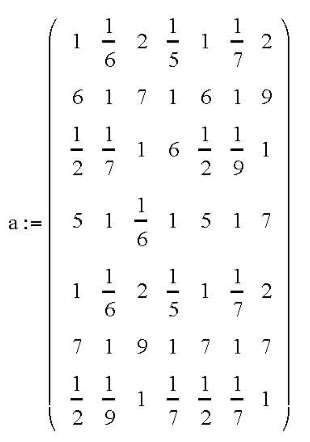 a := ( 1 1/6 2 1/5 1 1/7 2
6 1 7 1 6 1 9
1/2 1/7 1 6 1/2 1/9 1
5 1 1/6 1 5 1 7
1 1/6 2 1/5 1 1/7 2
7 1 9 1 7 1 7
1/2 1/9 1 1/7 1/2 1/7 1 )